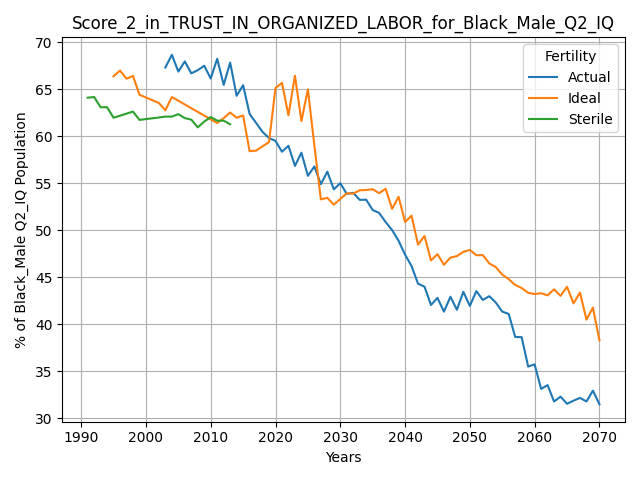 Score_2_in_TRUST_IN_ORGANIZED_LABOR_for_Black_Male_Q2_IQ
% of Black_Male Q2_IQ Population
70
65
60
55
50
45
40
35
30
Fertility
Actual
Ideal
Sterile
1990 2000 2010 2020 2030 2040 2050 2060 2070
Years